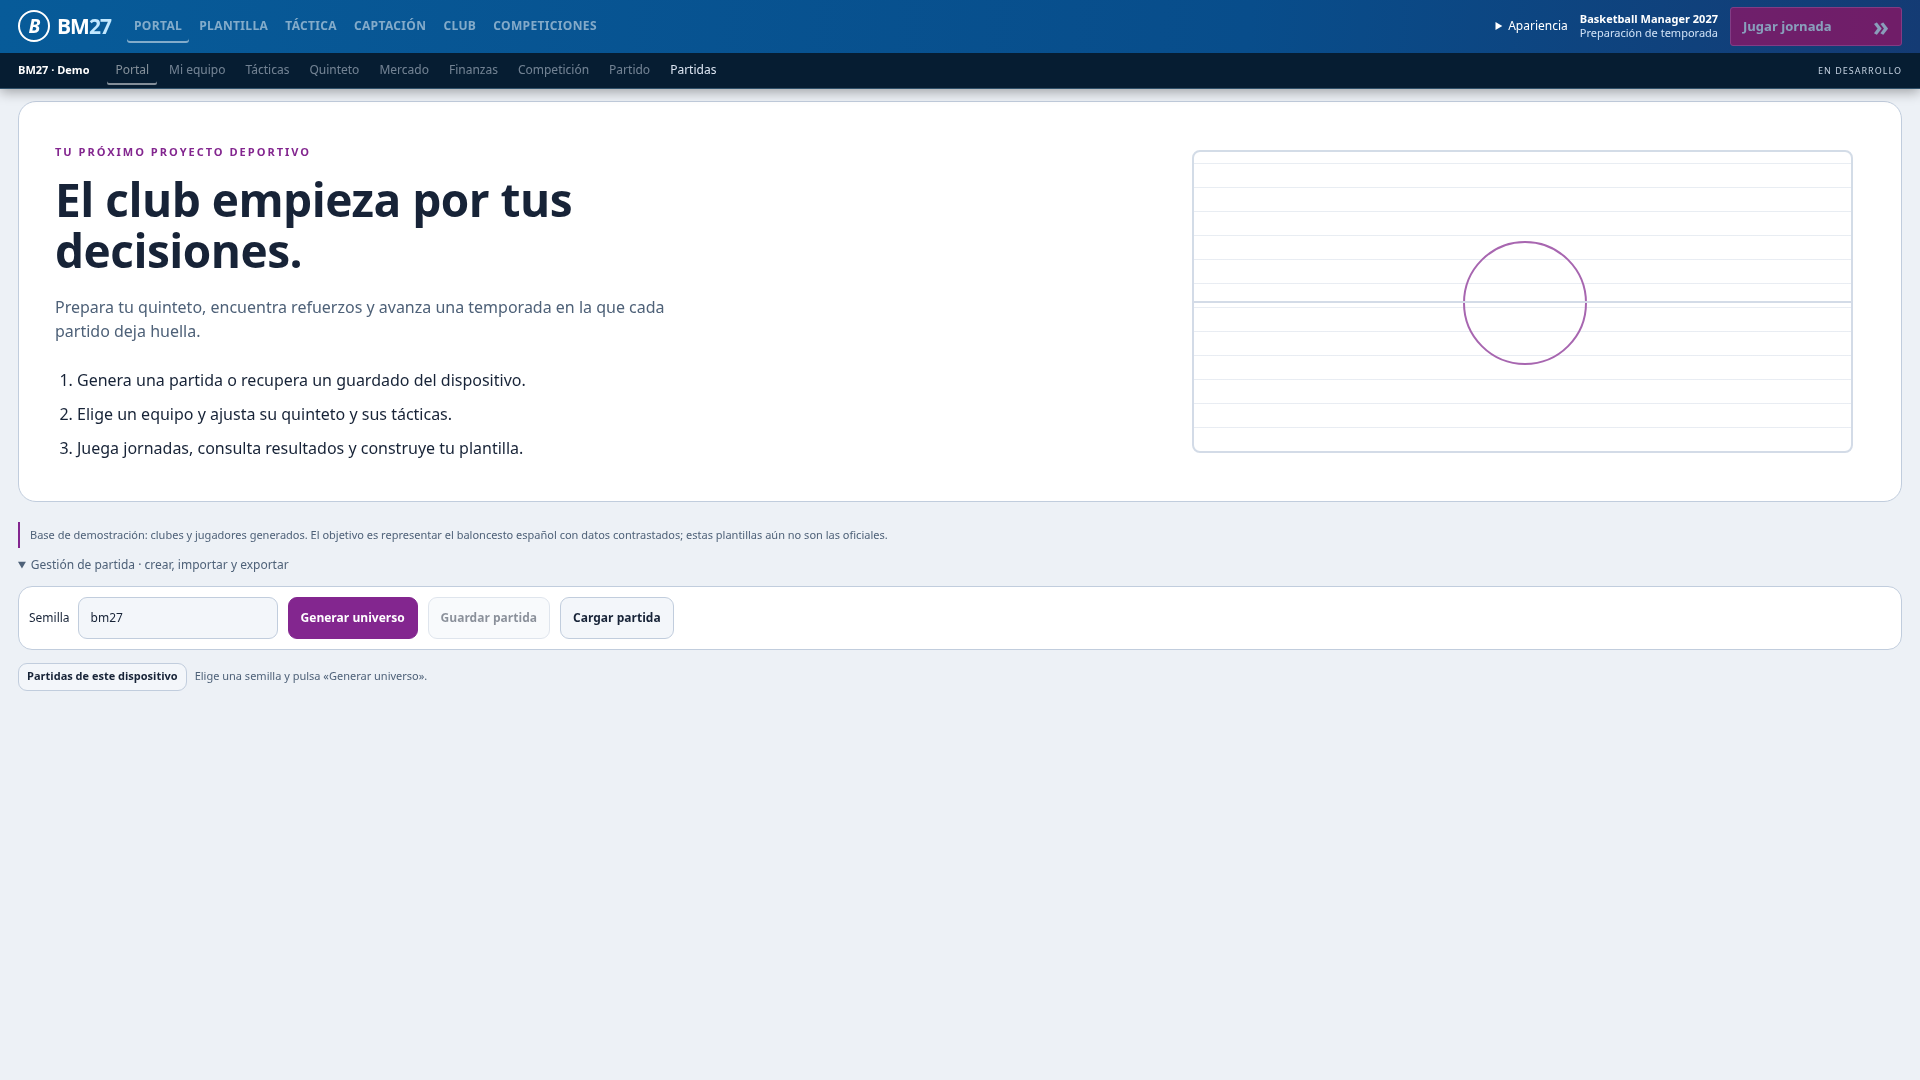 B BM27 PORTAL PLANTILLA TÁCTICA CAPTACIÓN CLUB COMPETICIONES ▶ Apariencia Basketball Manager 2027
Preparación de temporada
Jugar jornada »
BM27 · Demo Portal Mi equipo Tácticas Quinteto Mercado Finanzas Competición Partido Partidas EN DESARROLLO
TU PRÓXIMO PROYECTO DEPORTIVO
El club empieza por tus
decisiones.
Prepara tu quinteto, encuentra refuerzos y avanza una temporada en la que cada
partido deja huella.
1. Genera una partida o recupera un guardado del dispositivo.
2. Elige un equipo y ajusta su quinteto y sus tácticas.
3. Juega jornadas, consulta resultados y construye tu plantilla.
Base de demostración: clubes y jugadores generados. El objetivo es representar el baloncesto español con datos contrastados; estas plantillas aún no son las oficiales.
▼ Gestión de partida · crear, importar y exportar
Semilla bm27 Generar universo Guardar partida Cargar partida
Partidas de este dispositivo Elige una semilla y pulsa «Generar universo».